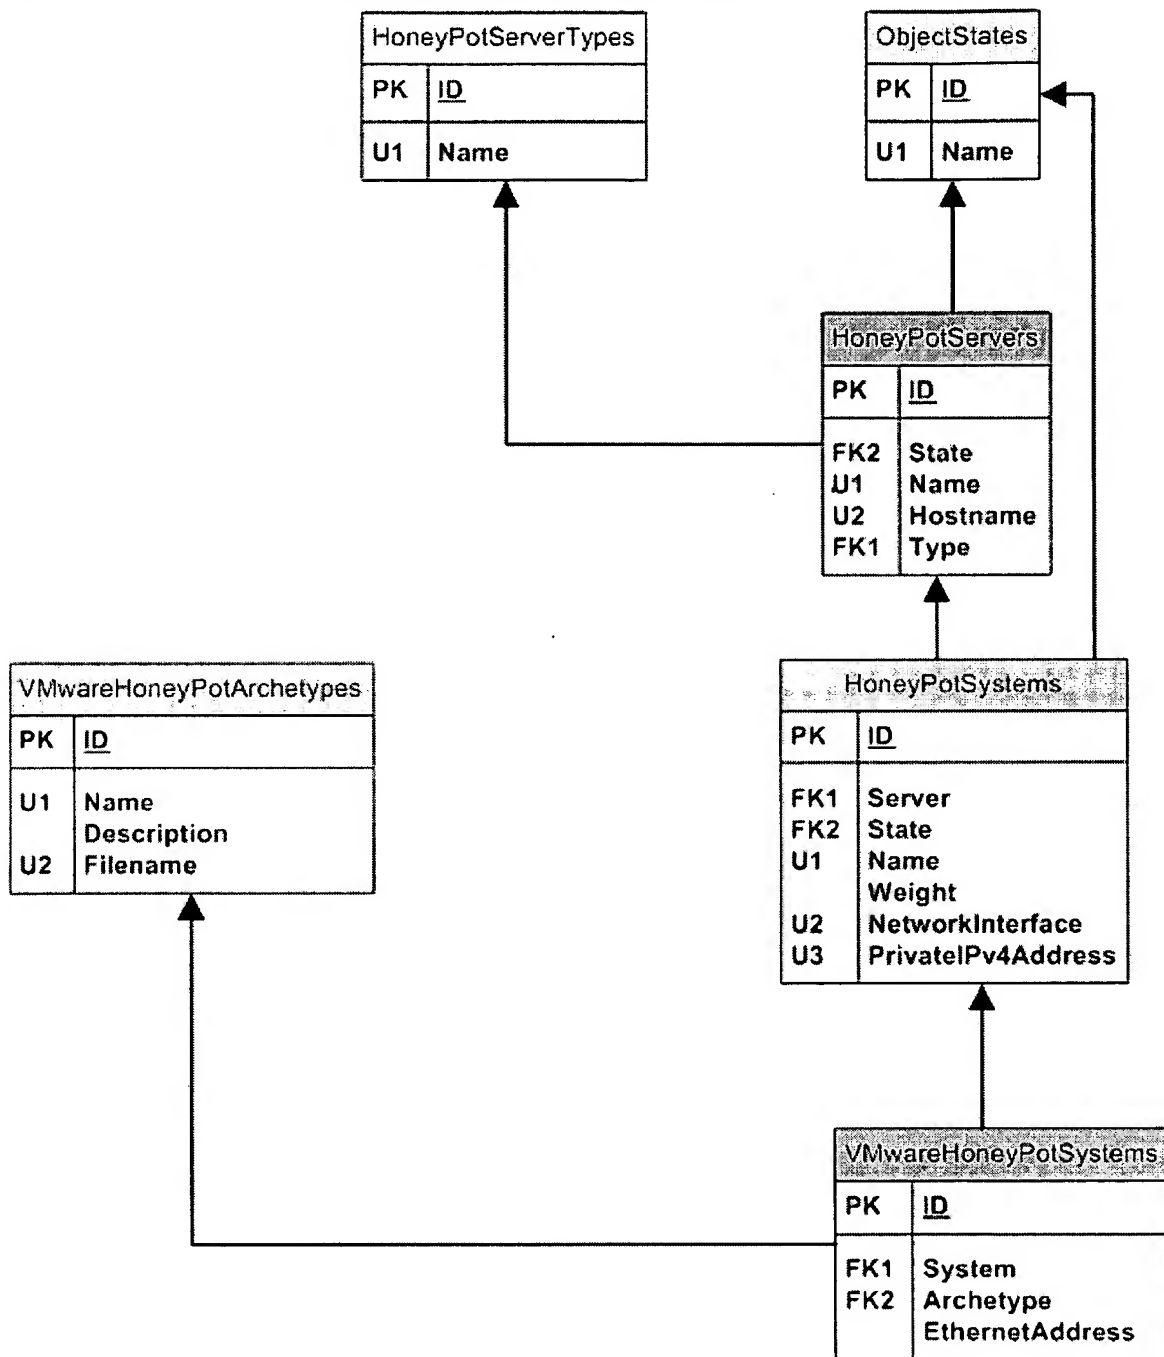 HoneyPotServerTypes
PK ID
U1 Name
ObjectStates
PK ID
U1 Name
HoneyPotServers
PK ID
FK2 State
U1 Name
U2 Hostname
FK1 Type
VMwareHoneyPotArchetypes
PK ID
U1 Name
Description
U2 Filename
HoneyPotSystems
PK ID
FK1 Server
FK2 State
U1 Name
Weight
U2 NetworkInterface
U3 PrivateIPv4Address
VMwareHoneyPotSystems
PK ID
FK1 System
FK2 Archetype
EthernetAddress